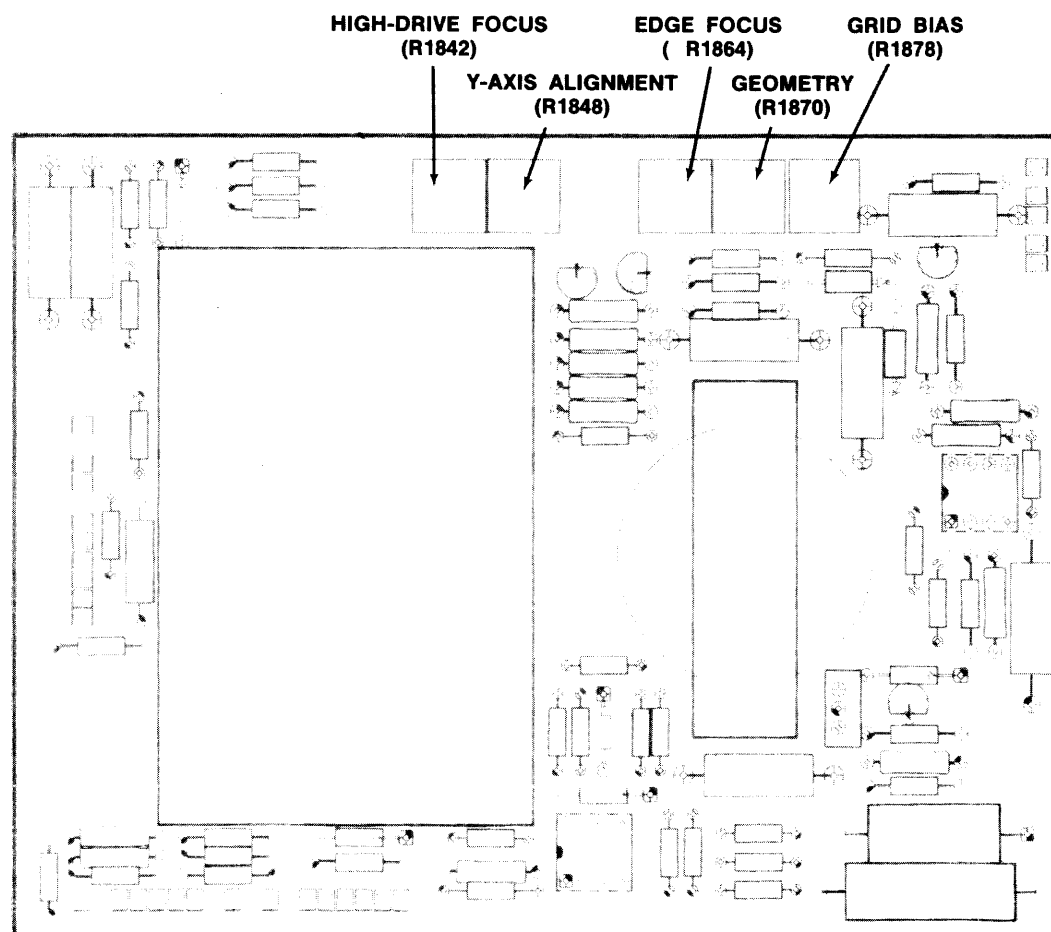 HIGH-DRIVE FOCUS
(R1842)
EDGE FOCUS
( R1864)
GRID BIAS
(R1878)
Y-AXIS ALIGNMENT
(R1848)
GEOMETRY
(R1870)